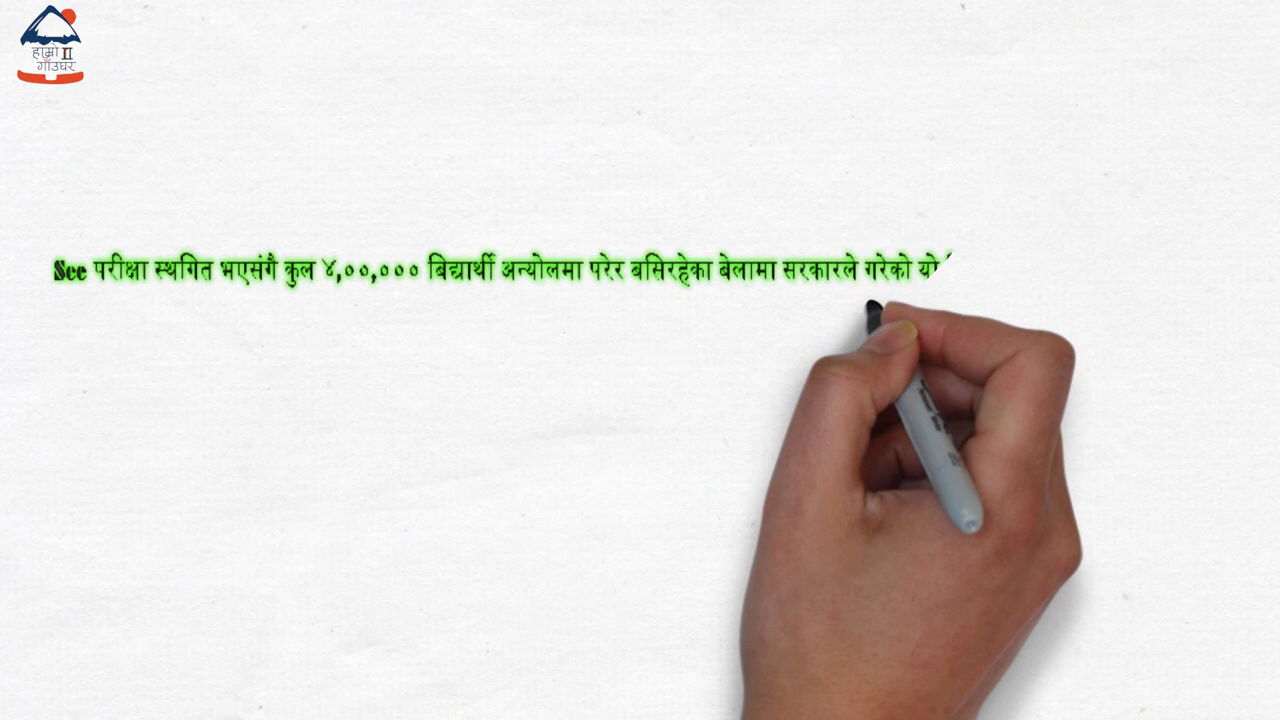 हाम्रो
गाँउघर
See परीक्षा स्थगित भएसंगै कुल ४,००,००० बिद्यार्थी अन्योलमा परेर बसिरहेका बेलामा सरकारले गरेको